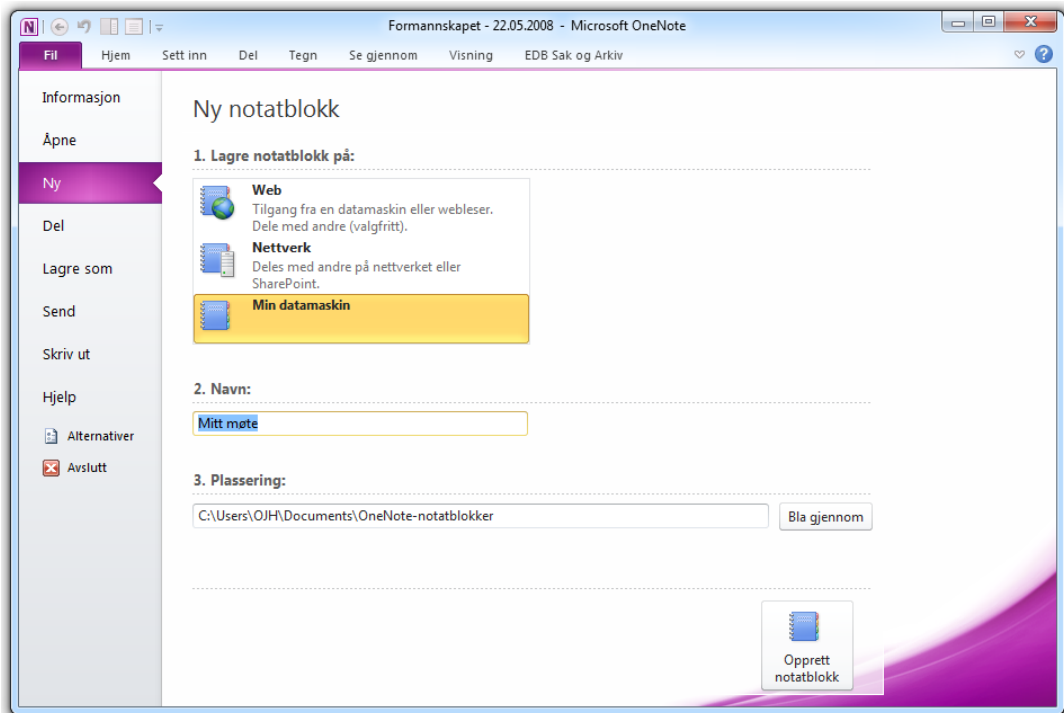 Formannskapet - 22.05.2008 - Microsoft OneNote
Fil Hjem Sett inn Del Tegn Se gjennom Visning EDB Sak og Arkiv
Informasjon
Åpne
Ny
Del
Lagre som
Send
Skriv ut
Hjelp
Alternativer
Avslutt
Ny notatblokk
1. Lagre notatblokk på:
Web
Tilgang fra en datamaskin eller webleser.
Dele med andre (valgfritt).
Nettverk
Deles med andre på nettverket eller
SharePoint.
Min datamaskin
2. Navn:
Mitt møte
3. Plassering:
C:\Users\OJH\Documents\OneNote-notatblokker
Bla gjennom
Opprett
notatblokk